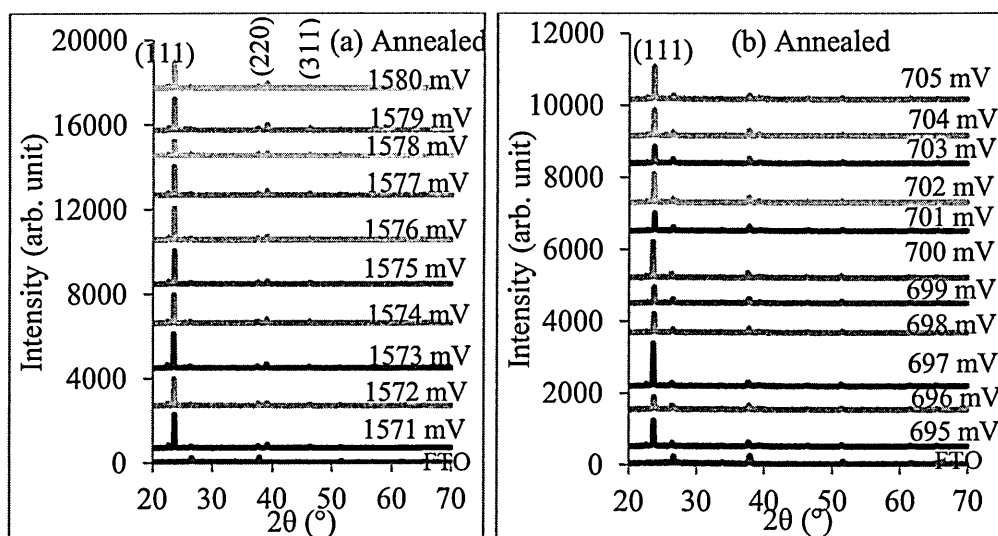 (a) Annealed
20000
16000
12000
8000
4000
0
Intensity (arb. unit)
(111)
(220)
(311)
1580 mV
1579 mV
1578 mV
1577 mV
1576 mV
1575 mV
1574 mV
1573 mV
1572 mV
1571 mV
FTO
20 30 40 50 60 70
2θ (°)
(b) Annealed
12000
10000
8000
6000
4000
2000
0
Intensity (arb. unit)
(111)
705 mV
704 mV
703 mV
702 mV
701 mV
700 mV
699 mV
698 mV
697 mV
696 mV
695 mV
FTO
20 30 40 50 60 70
2θ (°)